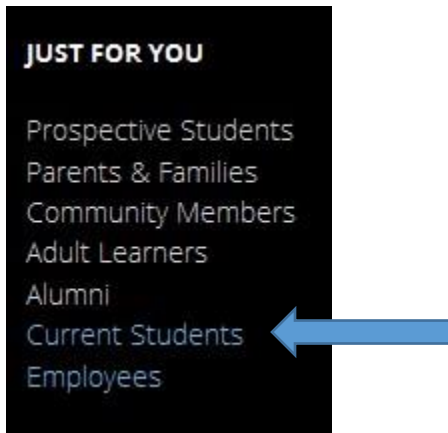 JUST FOR YOU
Prospective Students
Parents & Families
Community Members
Adult Learners
Alumni
Current Students
Employees